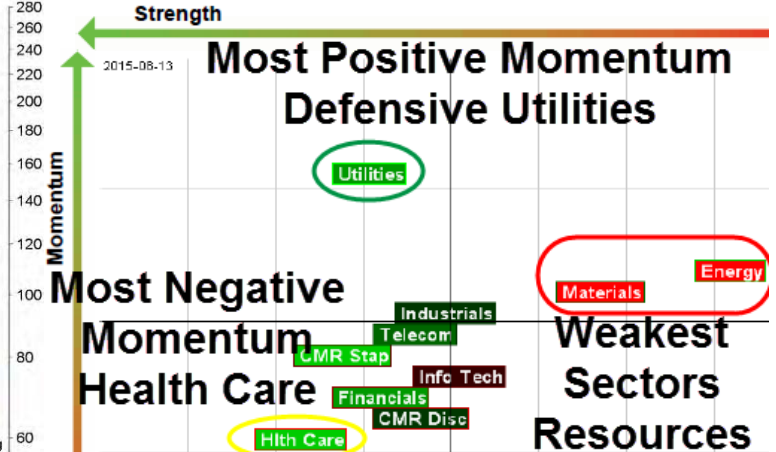 280
Strength
260
240
2015-08-13
Most Positive Momentum
220
Defensive Utilities
200
180
160
Utilities
140
Momentum
120
Energy
100
Most Negative
Materials
Industrials
Momentum
Telecom
Weakest
80
CMR Stap
Health Care
Info Tech
Sectors
Financials
CMR Disc
60
Hlth Care
Resources